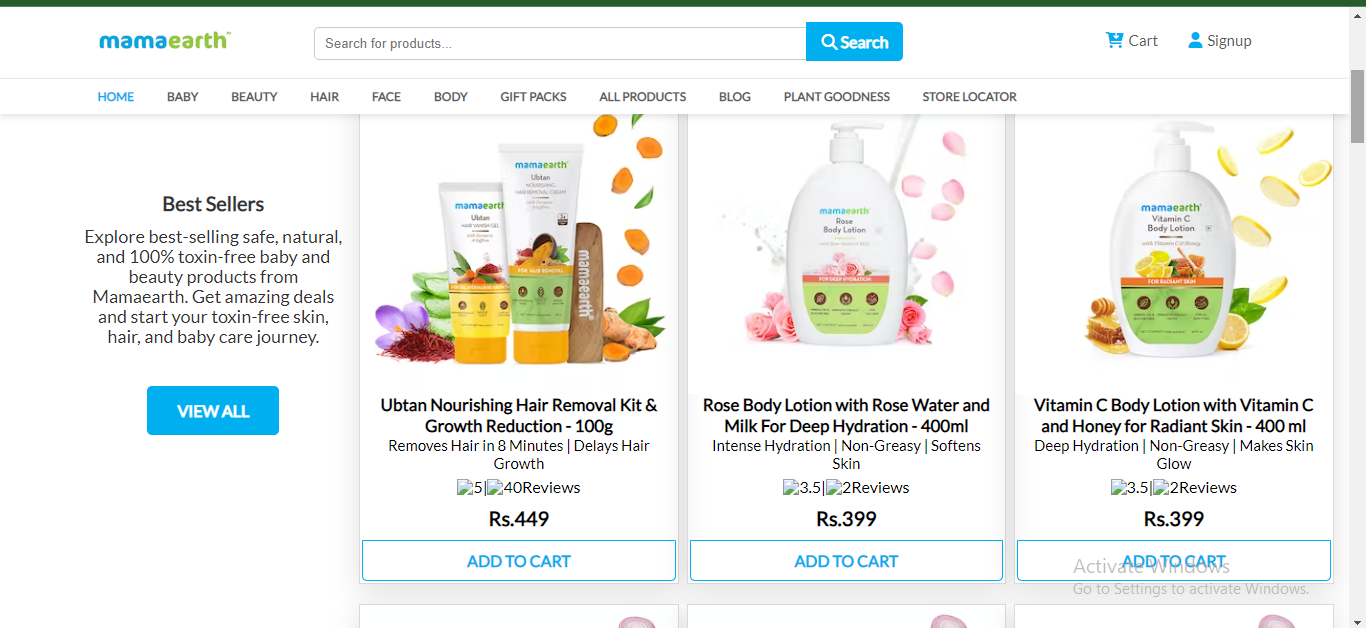 mamaearth
Search for products...
Search
Cart
Signup
HOME
BABY
BEAUTY
HAIR
FACE
BODY
GIFT PACKS
ALL PRODUCTS
BLOG
PLANT GOODNESS
STORE LOCATOR
Best Sellers
Explore best-selling safe, natural,
and 100% toxin-free baby and
beauty products from
Mamaearth. Get amazing deals
and start your toxin-free skin,
hair, and baby care journey.
VIEW ALL
mamaearth
Ubtan
HAIR VANISH GEL
mamaearth
Ubtan
NOURISHING
HAIR REMOVAL CREAM
FOR HAIR REMOVAL
mamaearth
Ubtan Nourishing Hair Removal Kit &
Growth Reduction - 100g
Removes Hair in 8 Minutes | Delays Hair
Growth
5|40Reviews
Rs.449
ADD TO CART
mamaearth
Rose
Body Lotion
FOR DEEP HYDRATION
Rose Body Lotion with Rose Water and
Milk For Deep Hydration - 400ml
Intense Hydration | Non-Greasy | Softens
Skin
3.5|2Reviews
Rs.399
ADD TO CART
mamaearth
Vitamin C
Body Lotion
with Vitamin C & Honey
FOR RADIANT SKIN
Vitamin C Body Lotion with Vitamin C
and Honey for Radiant Skin - 400 ml
Deep Hydration | Non-Greasy | Makes Skin
Glow
3.5|2Reviews
Rs.399
ADD TO CART
Activate Windows
Go to Settings to activate Windows.